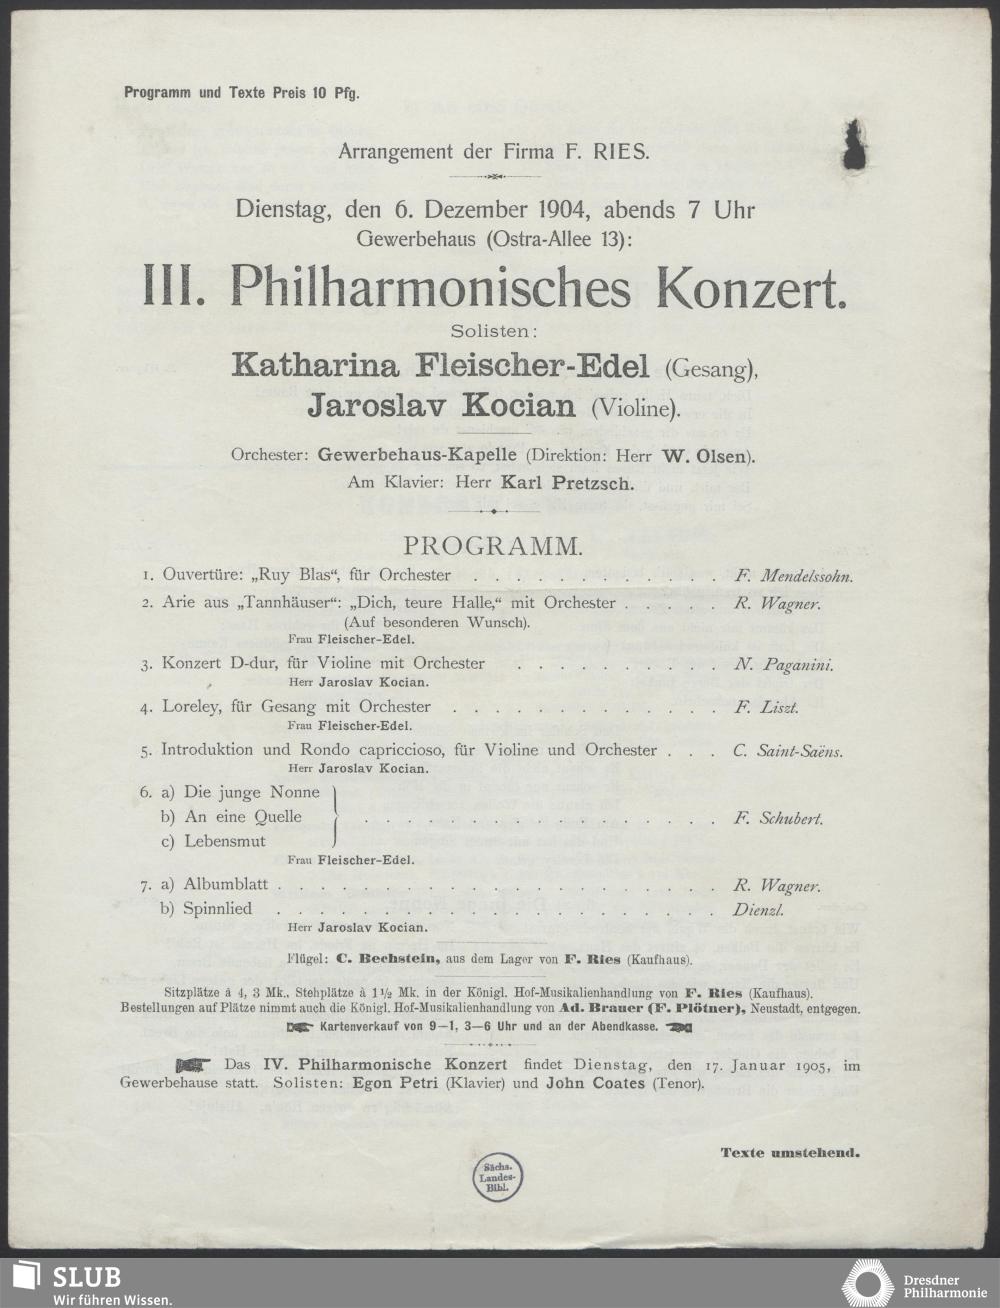 Programm und Texte Preis 10 Pfg.
Arrangement der Firma F. RIES.
Dienstag, den 6. Dezember 1904, abends 7 Uhr
Gewerbehaus (Ostra-Allee 13):
III. Philharmonisches Konzert.
Solisten:
Katharina Fleischer-Edel (Gesang),
Jaroslav Kocian (Violine).
Orchester: Gewerbehaus-Kapelle (Direktion: Herr W. Olsen).
Am Klavier: Herr Karl Pretzsch.
PROGRAMM.
1. Ouvertüre: „Ruy Blas“, für Orchester . . . . . . . . . . . . F. Mendelssohn.
2. Arie aus „Tannhäuser“: „Dich, teure Halle,“ mit Orchester . . . . . R. Wagner.
(Auf besonderen Wunsch).
Frau Fleischer-Edel.
3. Konzert D-dur, für Violine mit Orchester . . . . . . . . . . N. Paganini.
Herr Jaroslav Kocian.
4. Loreley, für Gesang mit Orchester . . . . . . . . . . . . . F. Liszt.
Frau Fleischer-Edel.
5. Introduktion und Rondo capriccioso, für Violine und Orchester . . . C. Saint-Saëns.
Herr Jaroslav Kocian.
6. a) Die junge Nonne
b) An eine Quelle . . . . . . . . . . . . . . . . . . F. Schubert.
c) Lebensmut
Frau Fleischer-Edel.
7. a) Albumblatt . . . . . . . . . . . . . . . . . . . . . R. Wagner.
b) Spinnlied . . . . . . . . . . . . . . . . . . . . . Dienzl.
Herr Jaroslav Kocian.
Flügel: C. Bechstein, aus dem Lager von F. Ries (Kaufhaus).
Sitzplätze à 4, 3 Mk., Stehplätze à 1 1/2 Mk. in der Königl. Hof-Musikalienhandlung von F. Ries (Kaufhaus).
Bestellungen auf Plätze nimmt auch die Königl. Hof-Musikalienhandlung von Ad. Brauer (F. Plötner), Neustadt, entgegen.
Kartenverkauf von 9—1, 3—6 Uhr und an der Abendkasse.
Das IV. Philharmonische Konzert findet Dienstag, den 17. Januar 1905, im
Gewerbehause statt. Solisten: Egon Petri (Klavier) und John Coates (Tenor).
Texte umstehend.
Sächs.
Landes-
Bibl.
SLUB
Wir führen Wissen.
Dresdner
Philharmonie